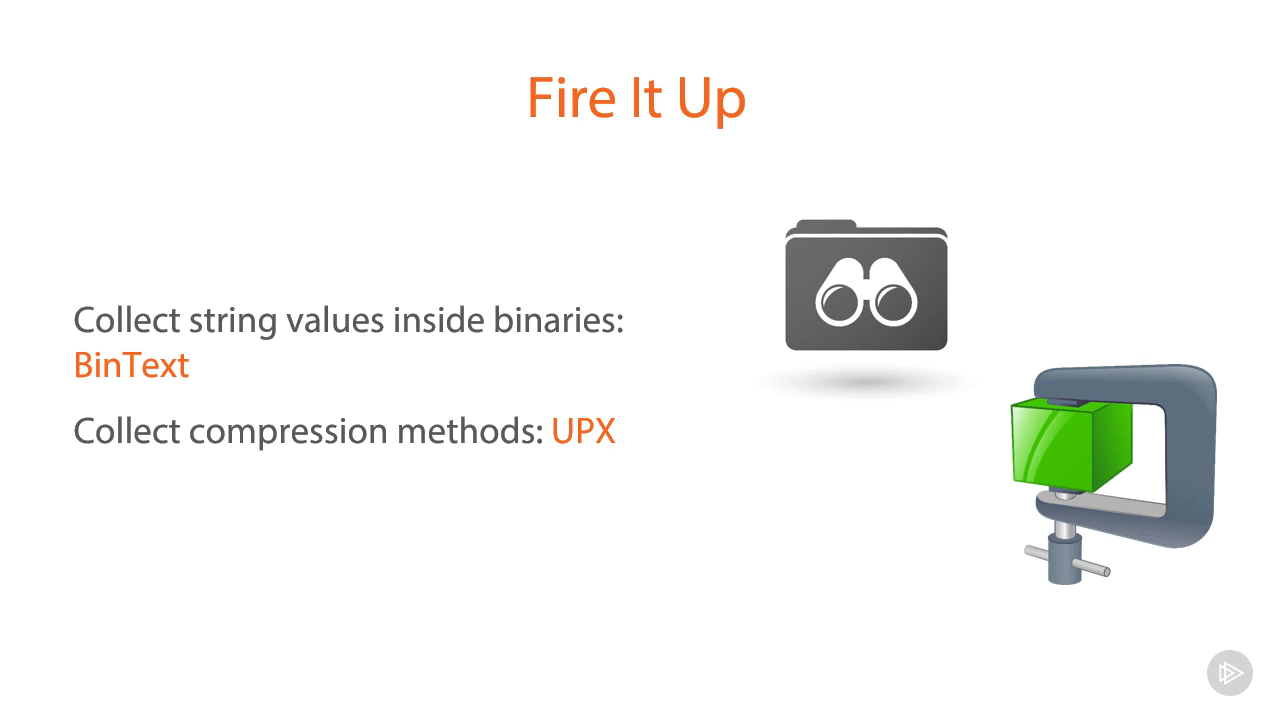 Fire It Up
Collect string values inside binaries:
BinText
Collect compression methods: UPX